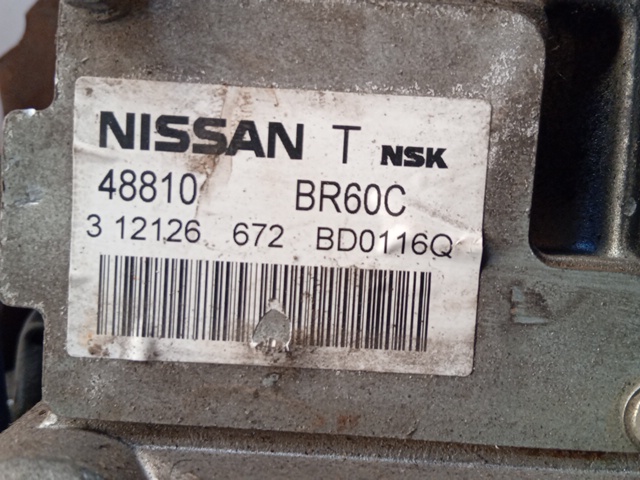 NISSAN T NSK
48810 BR60C
3 12126 672 BD0116Q